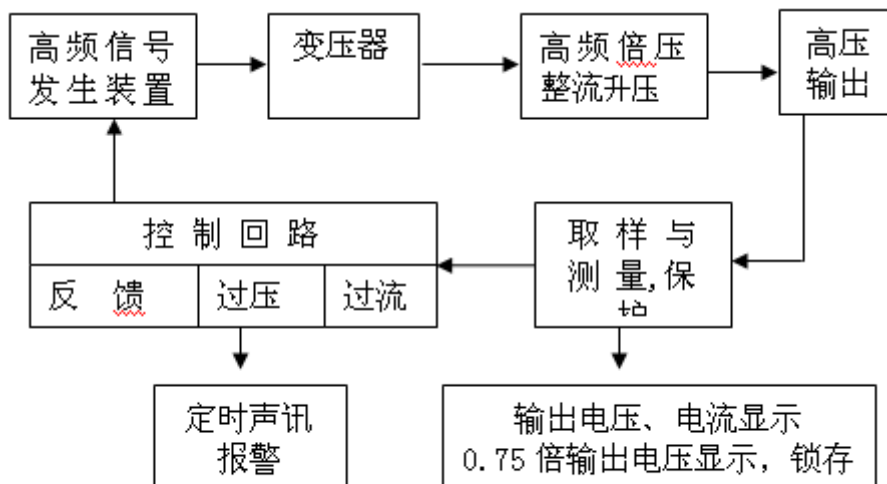 高频信号
发生装置
变压器
高频倍压
整流升压
高压
输出
控制回路
反馈
过压
过流
取样与
测量,保
定时声讯
报警
输出电压、电流显示
0.75倍输出电压显示，锁存